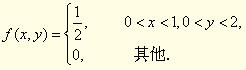 f(x,y)={1/2, 0<x<1,0<y<2,
0, 其他.